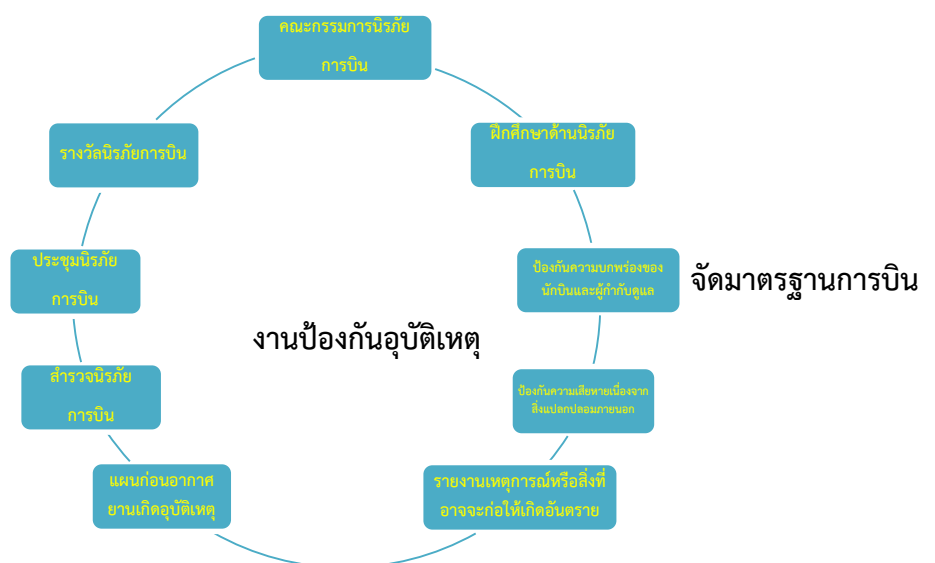 คณะกรรมการนิรภัย
การบิน
ฝึกศึกษาด้านนิรภัย
การบิน
ป้องกันความบกพร่องของ
นักบินและผู้กำกับดูแล
จัดมาตรฐานการบิน
ป้องกันความเสียหายเนื่องจาก
สิ่งแปลกปลอมภายนอก
รายงานเหตุการณ์หรือสิ่งที่
อาจจะก่อให้เกิดอันตราย
แผนก่อนอากาศ
ยานเกิดอุบัติเหตุ
สำรวจนิรภัย
การบิน
ประชุมนิรภัย
การบิน
รางวัลนิรภัยการบิน
งานป้องกันอุบัติเหตุ